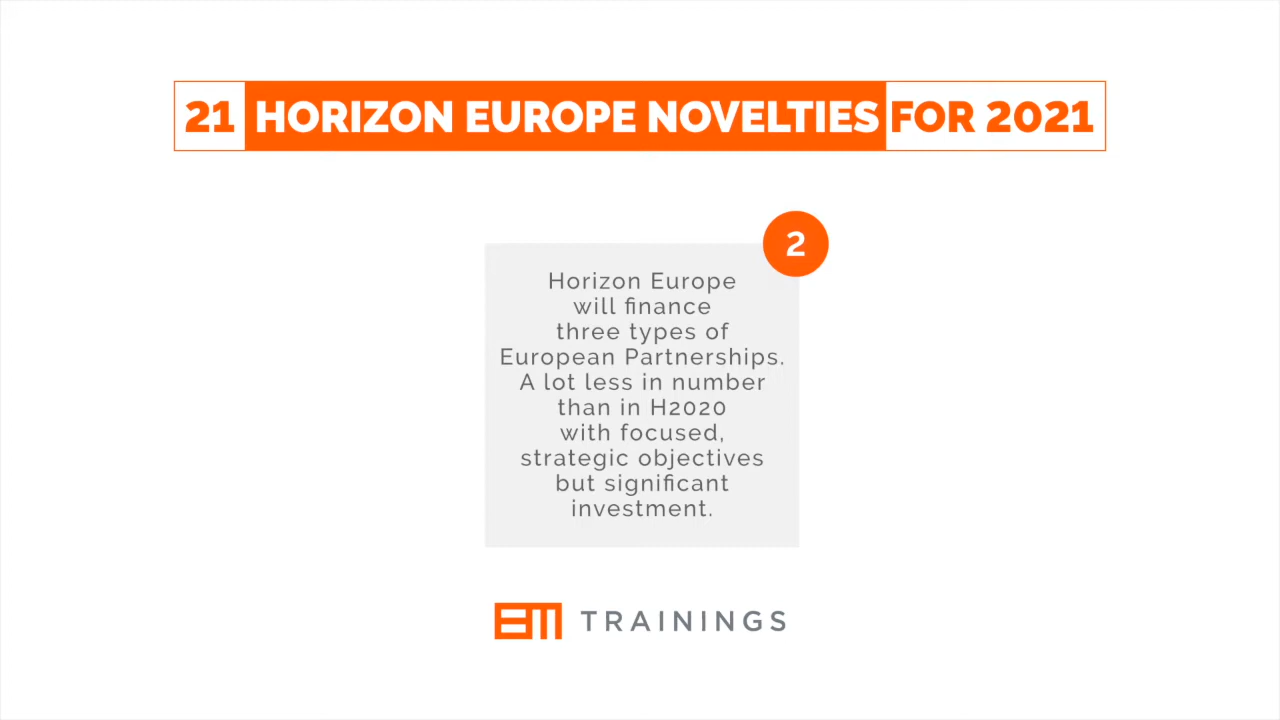 21 HORIZON EUROPE NOVELTIES FOR 2021
2
Horizon Europe
will finance
three types of
European Partnerships.
A lot less in number
than in H2020
with focused,
strategic objectives
but significant
investment.
EM TRAININGS